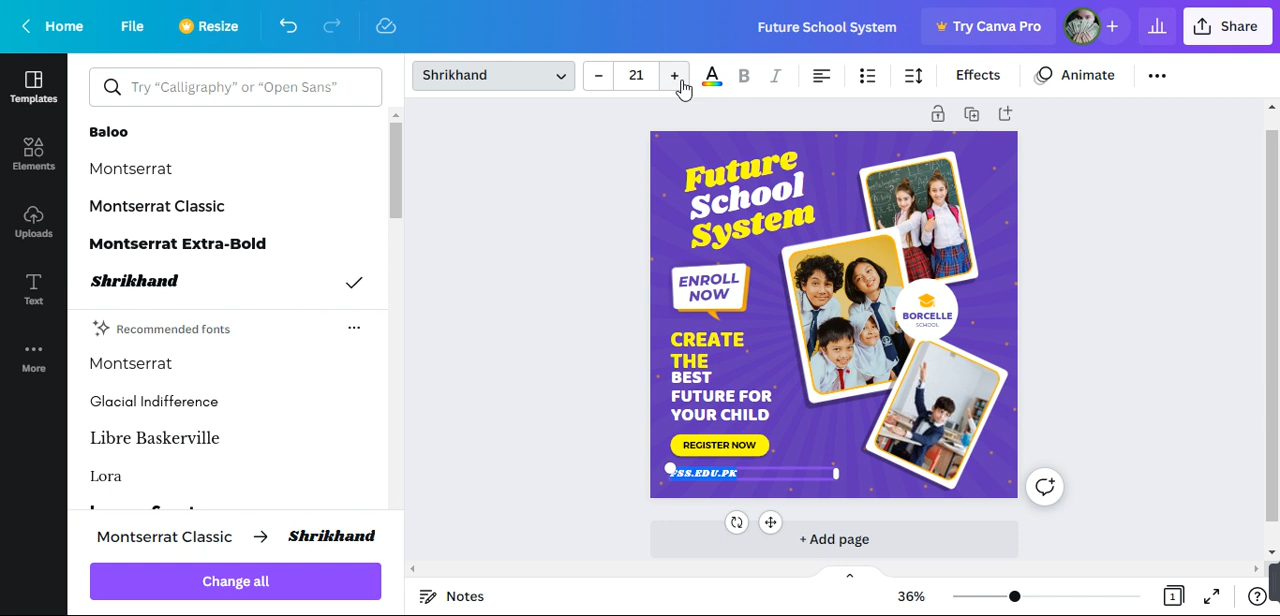 Home File Resize Future School System Try Canva Pro + Share
Templates
Elements
Uploads
Text
More
Try “Calligraphy” or “Open Sans”
Baloo
Montserrat
Montserrat Classic
Montserrat Extra-Bold
Shrikhand
Recommended fonts
Montserrat
Glacial Indifference
Libre Baskerville
Lora
Montserrat Classic → Shrikhand
Change all
Shrikhand − 21 + A B I Effects Animate
Future
School
System
ENROLL
NOW
CREATE
THE
BEST
FUTURE FOR
YOUR CHILD
REGISTER NOW
FSS.EDU.PK
BORCELLE
SCHOOL
+ Add page
Notes 36% 1 ?